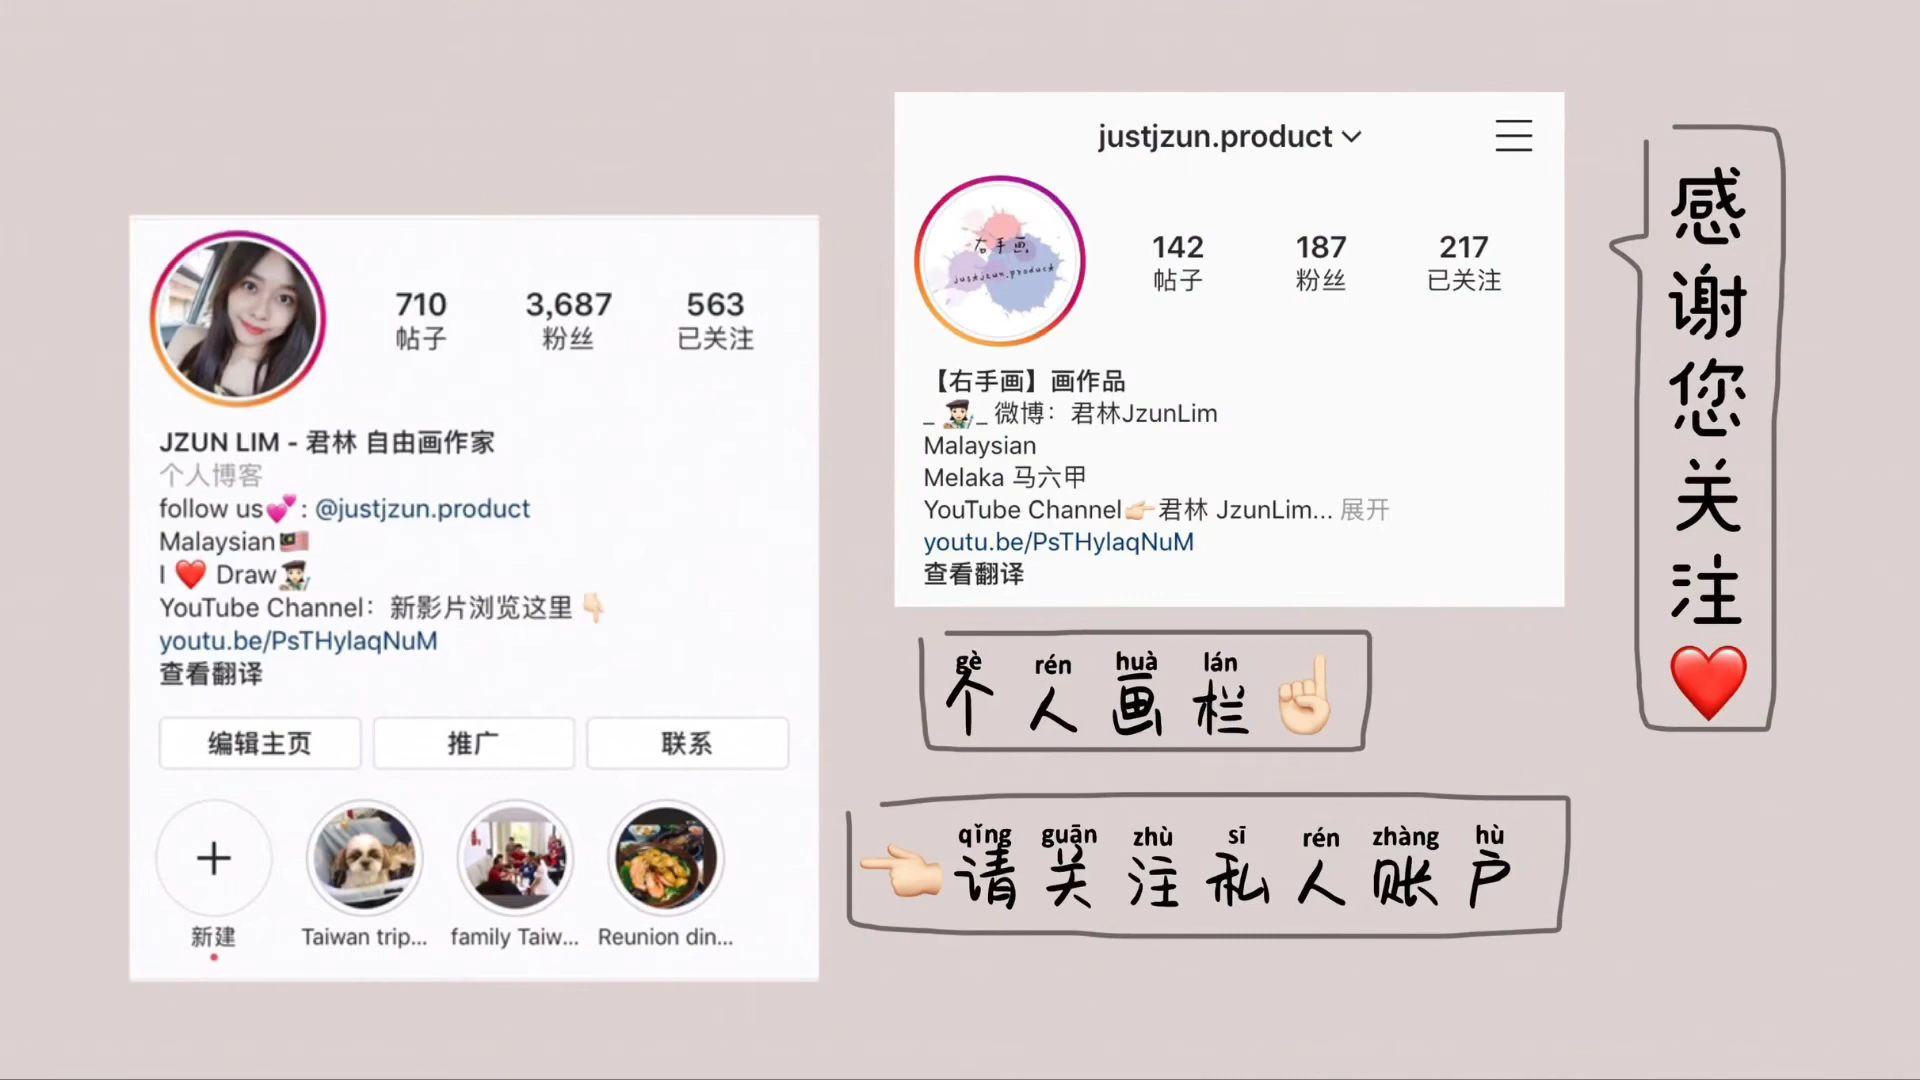 710 3,687 563
帖子 粉丝 已关注
JZUN LIM - 君林 自由画作家
个人博客
follow us💕 : @justjzun.product
Malaysian🇲🇾
I ❤️ Draw👩🏻‍🎨
YouTube Channel：新影片浏览这里👇🏻
youtu.be/PsTHylaqNuM
查看翻译
编辑主页 推广 联系
新建 Taiwan trip... family Taiw... Reunion din...
justjzun.product
右手画
justjzun.product
142 187 217
帖子 粉丝 已关注
【右手画】画作品
_👩🏻‍🎨_ 微博：君林JzunLim
Malaysian
Melaka 马六甲
YouTube Channel👉🏻君林 JzunLim... 展开
youtu.be/PsTHylaqNuM
查看翻译
gè rén huà lán
个人画栏☝🏻
qǐng guān zhù sī rén zhàng hù
👈🏻请关注私人账户
感谢您关注❤️